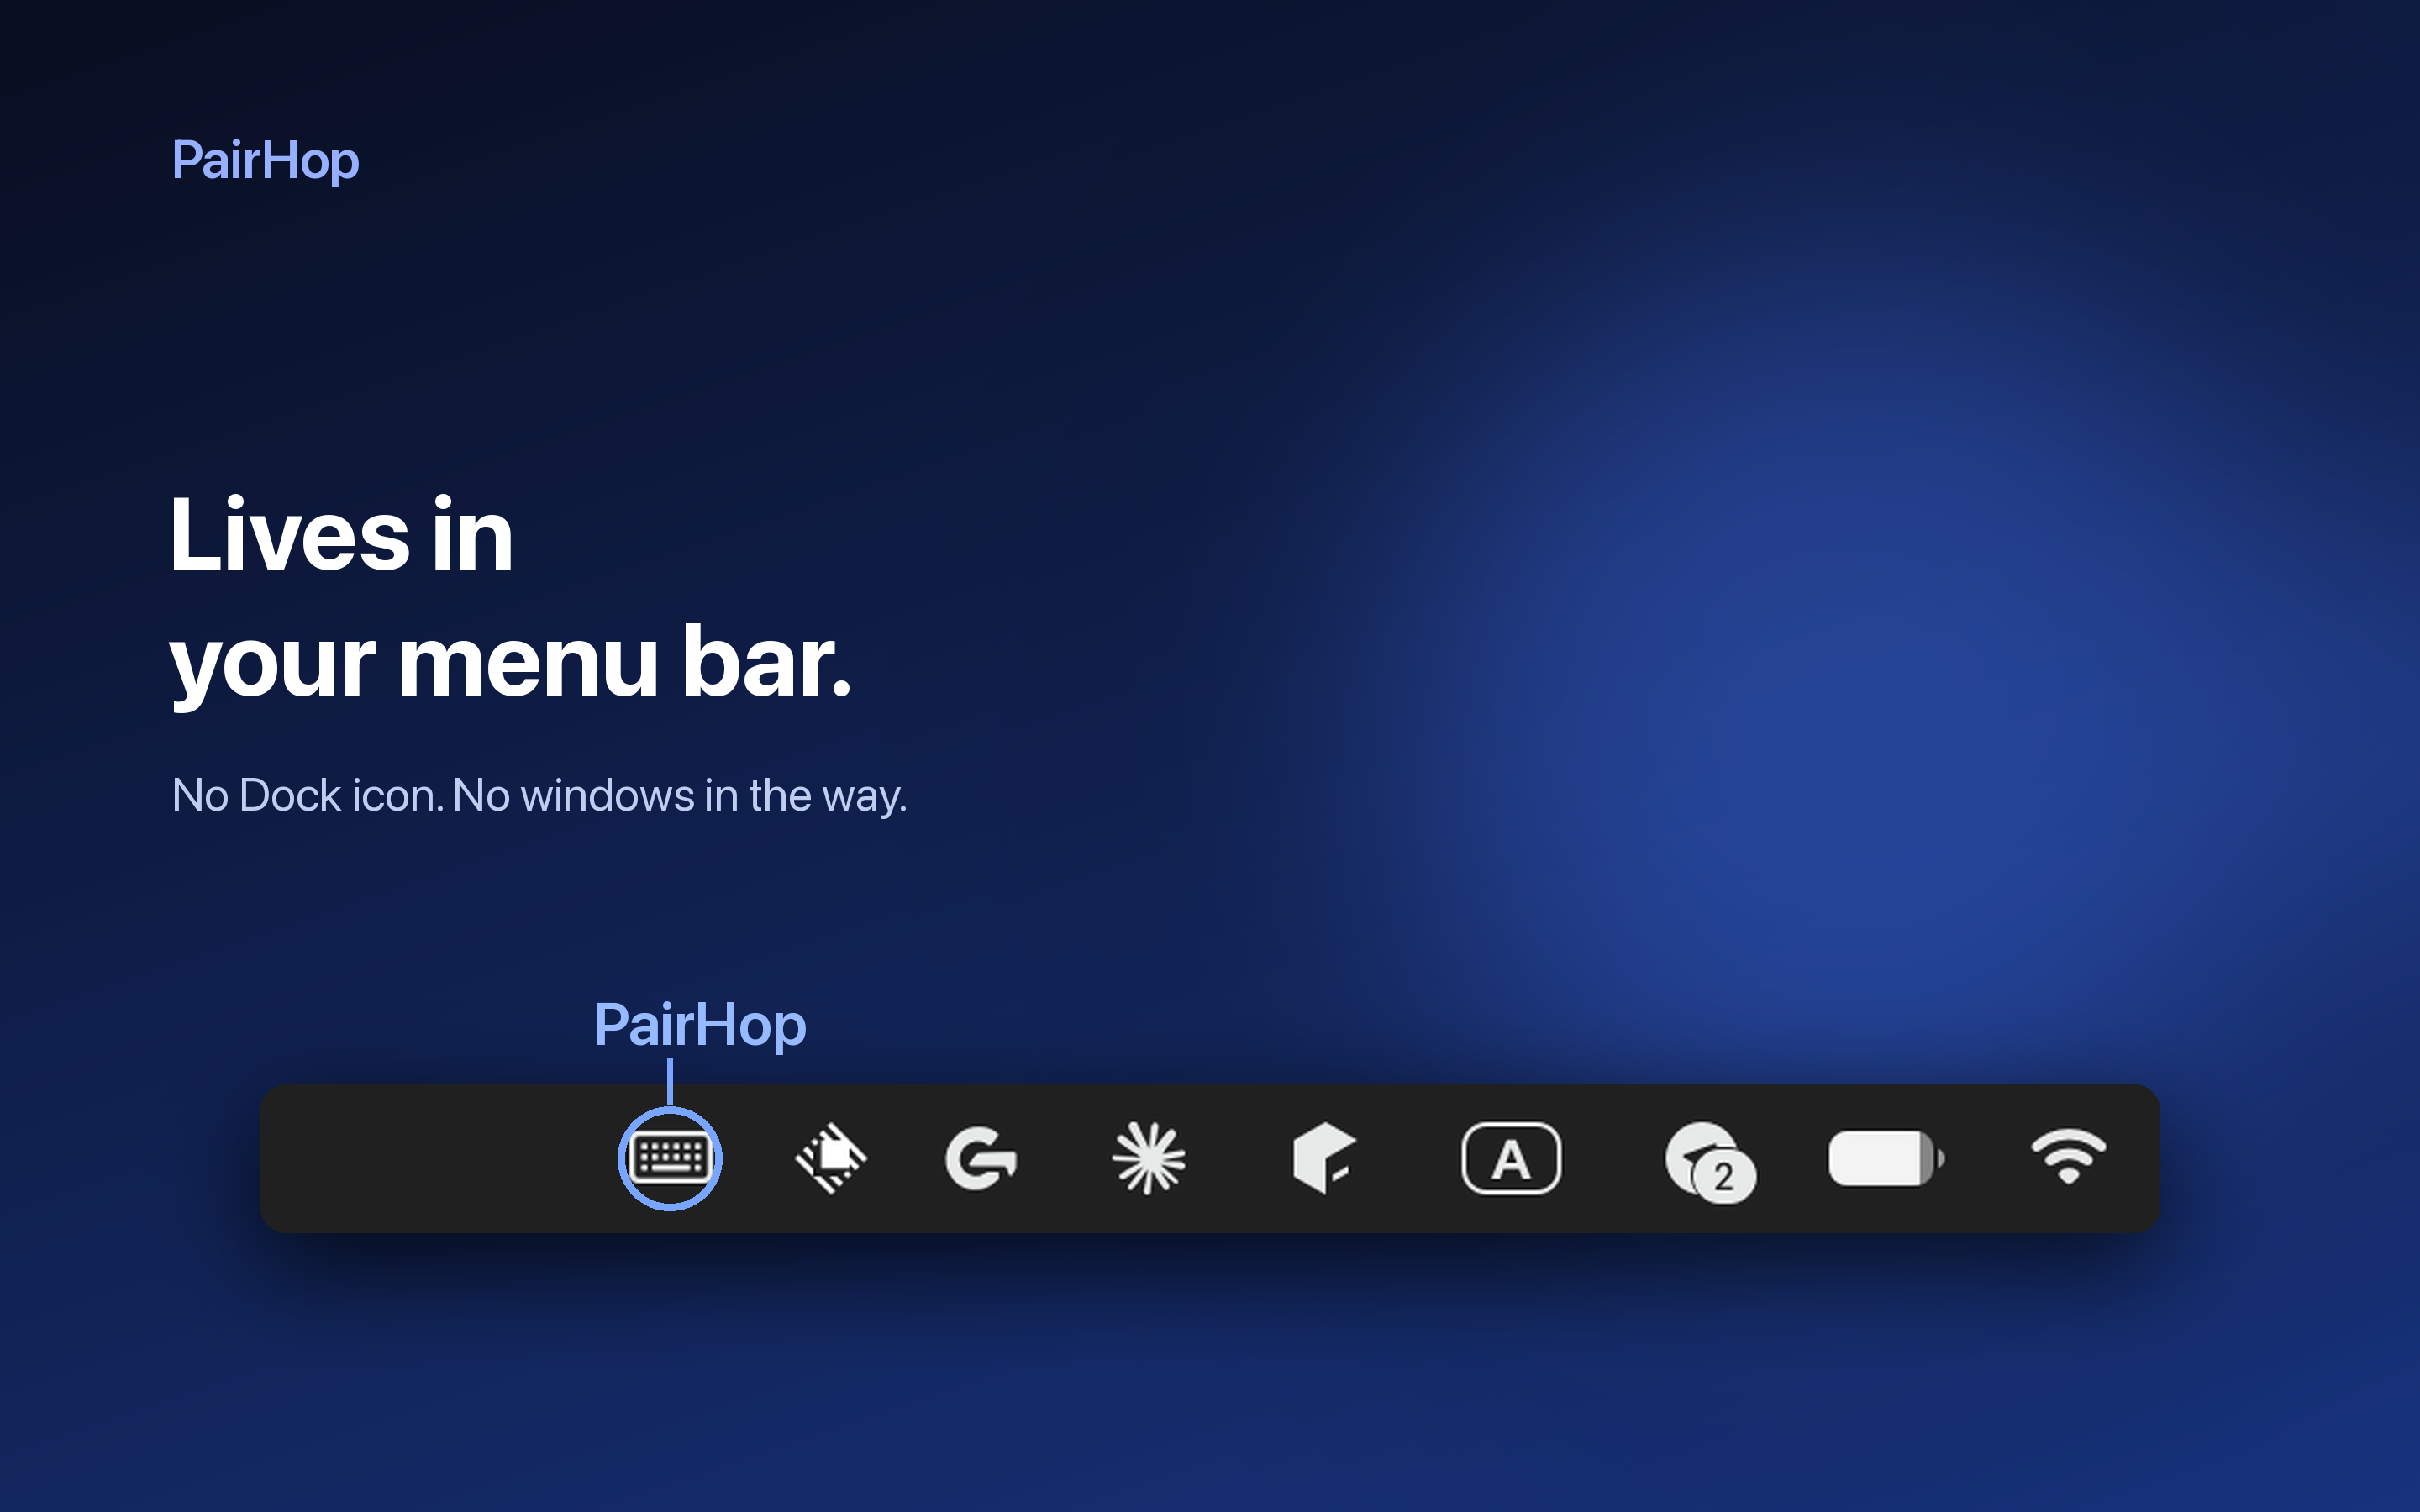 PairHop
Lives in
your menu bar.
No Dock icon. No windows in the way.
PairHop
A
2